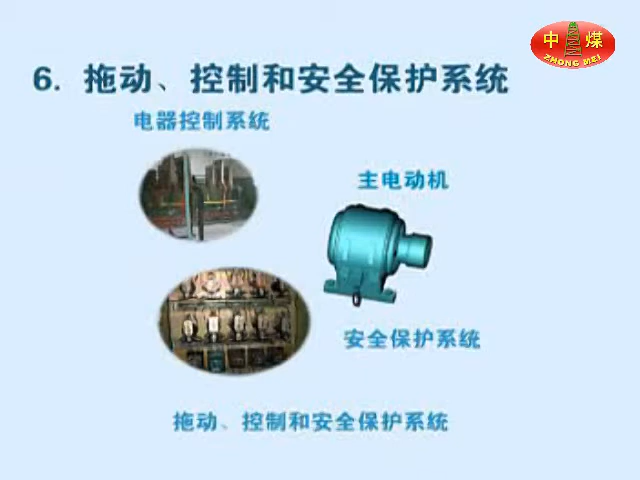 中 煤
ZHONG MEI
6. 拖动、控制和安全保护系统
电器控制系统
主电动机
安全保护系统
拖动、控制和安全保护系统